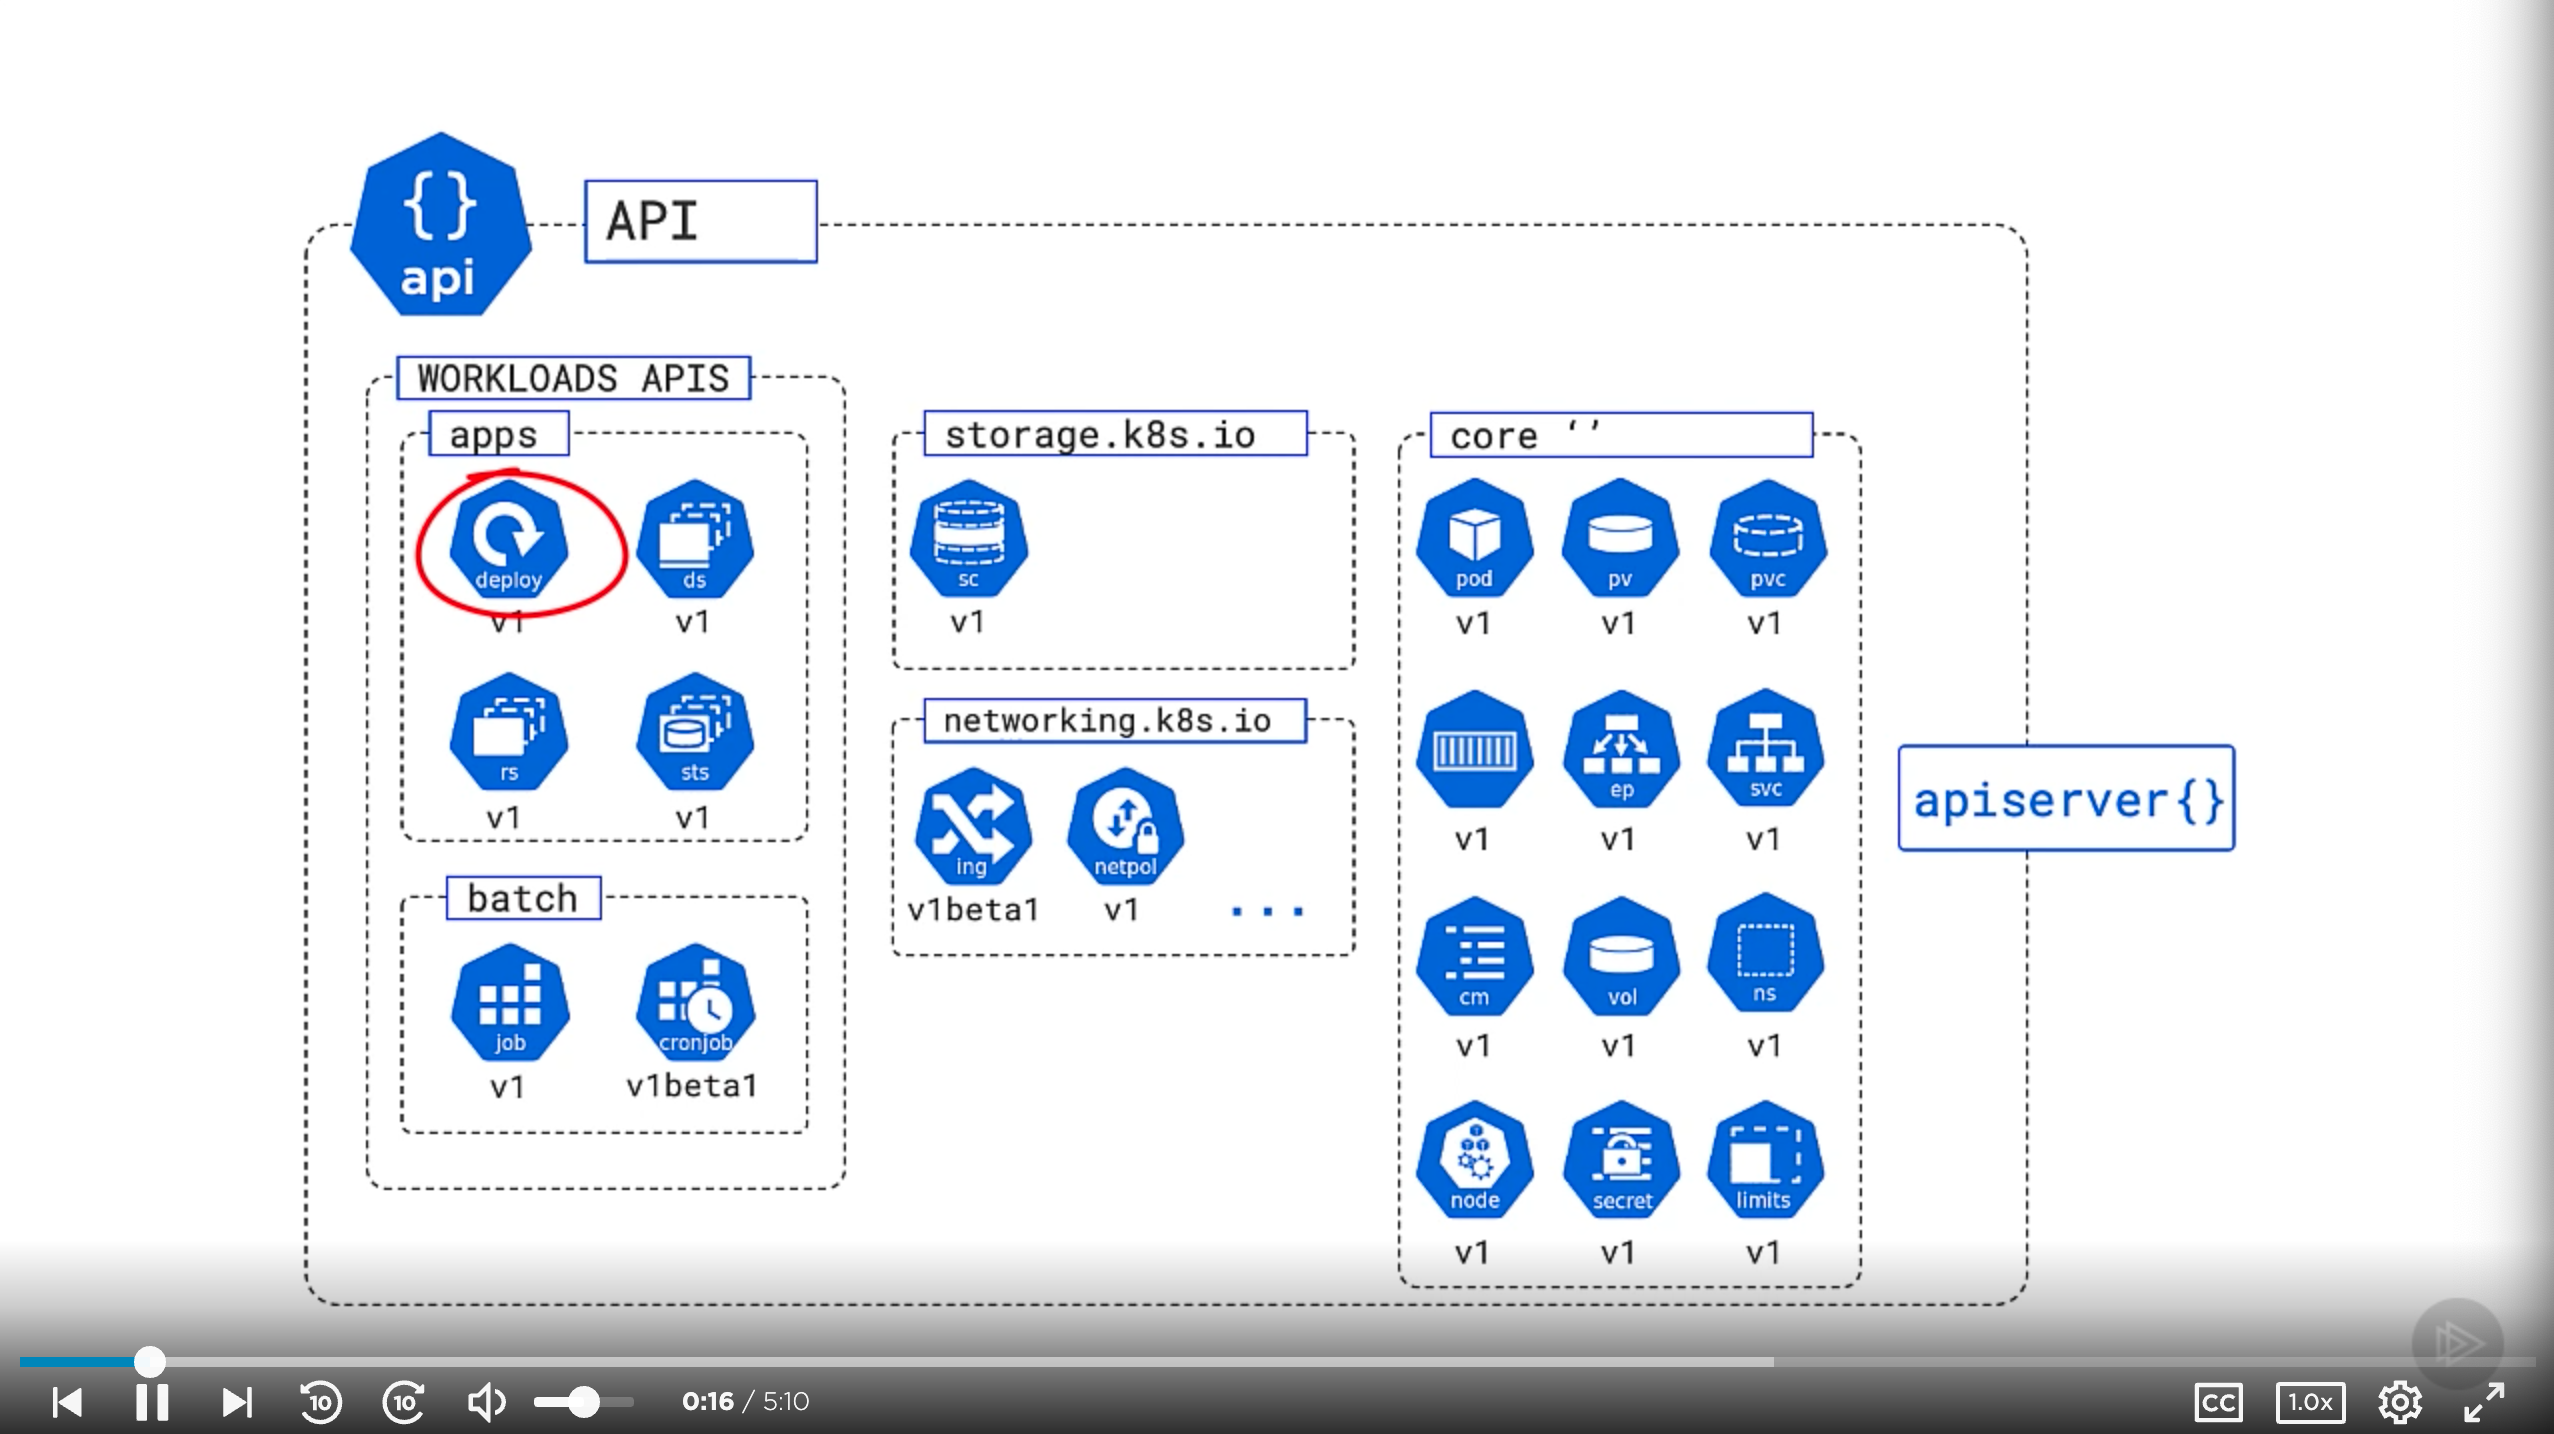 {}
api
API
WORKLOADS APIS
apps
deploy
ds
v1
v1
rs
sts
v1
v1
batch
job
cronjob
v1
v1beta1
storage.k8s.io
sc
v1
networking.k8s.io
ing
netpol
v1beta1
v1
...
core ‘’
pod
pv
pvc
v1
v1
v1
ep
svc
v1
v1
v1
cm
vol
ns
v1
v1
v1
node
secret
limits
v1
v1
v1
apiserver{}
10
10
0:16 / 5:10
CC
1.0x